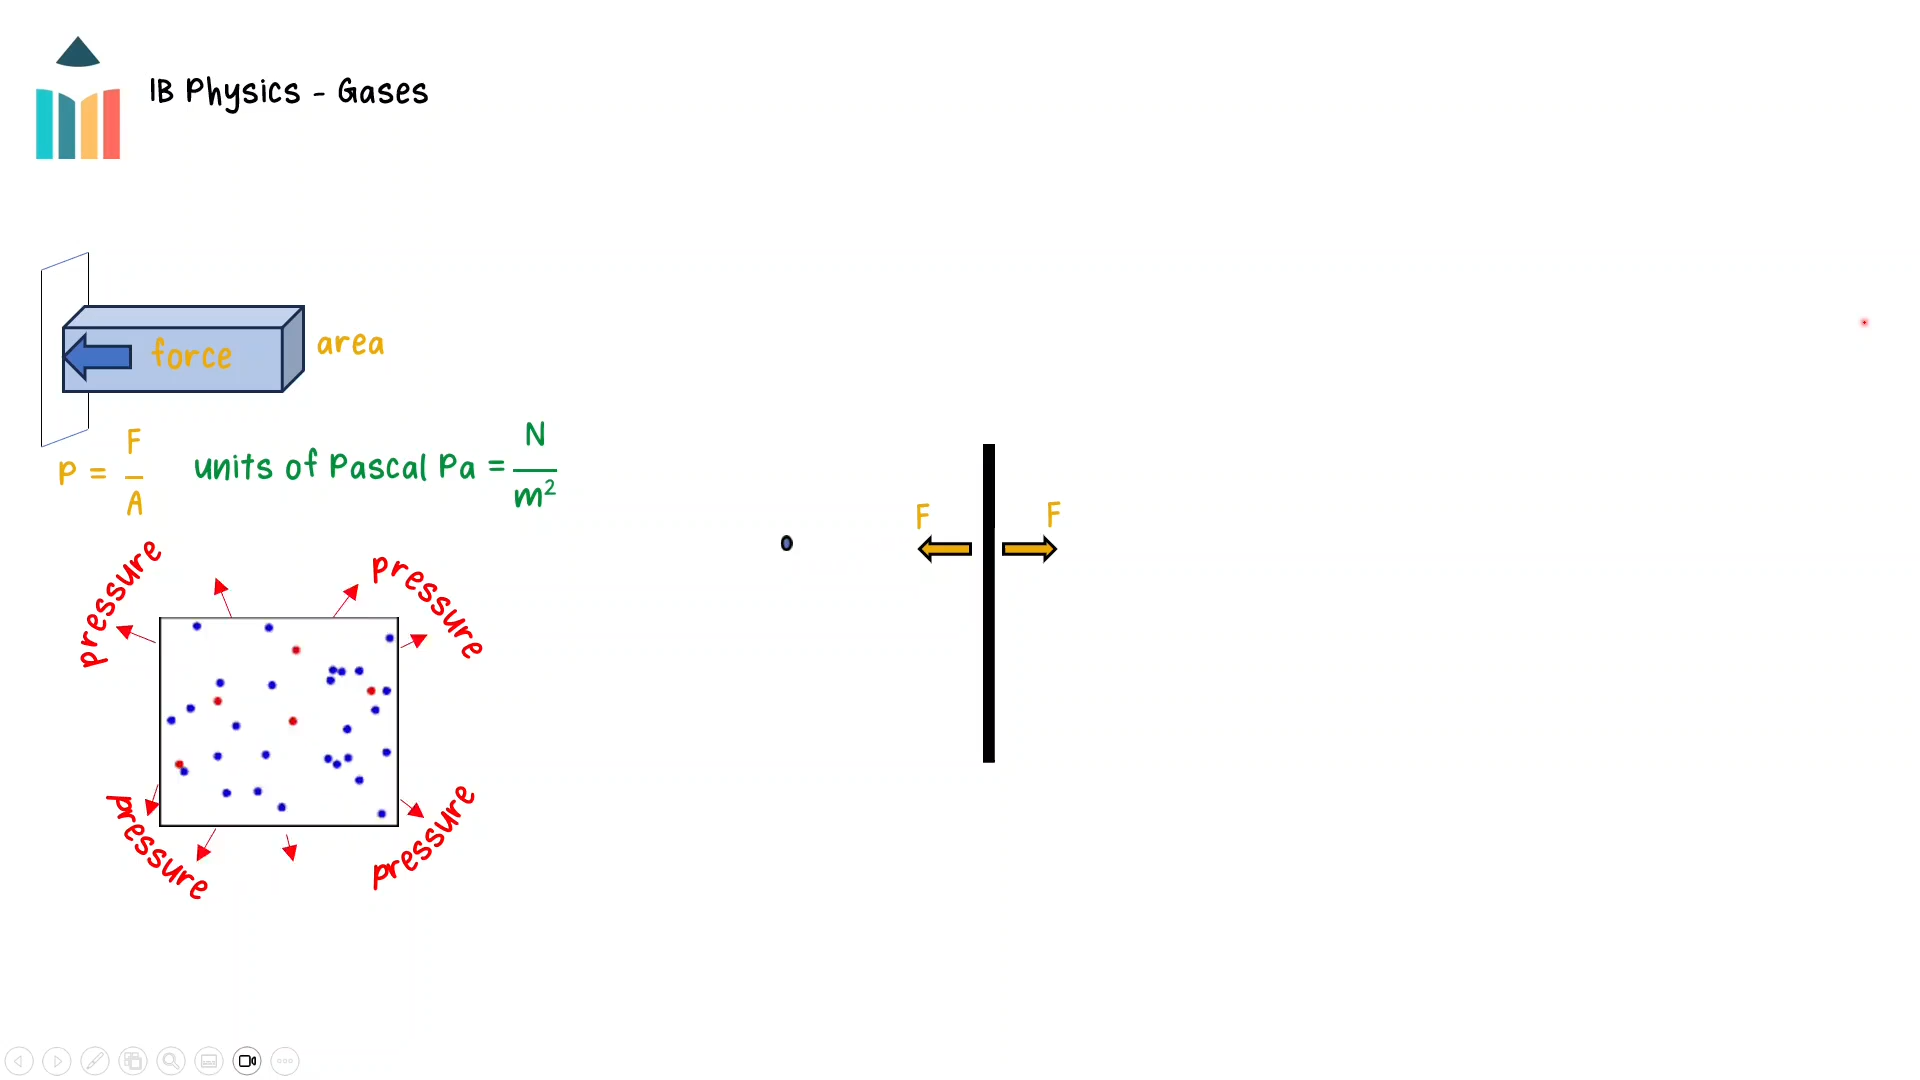 IB Physics - Gases
force
area
P = F/A
units of Pascal Pa = N/m²
F
F
pressure
pressure
pressure
pressure